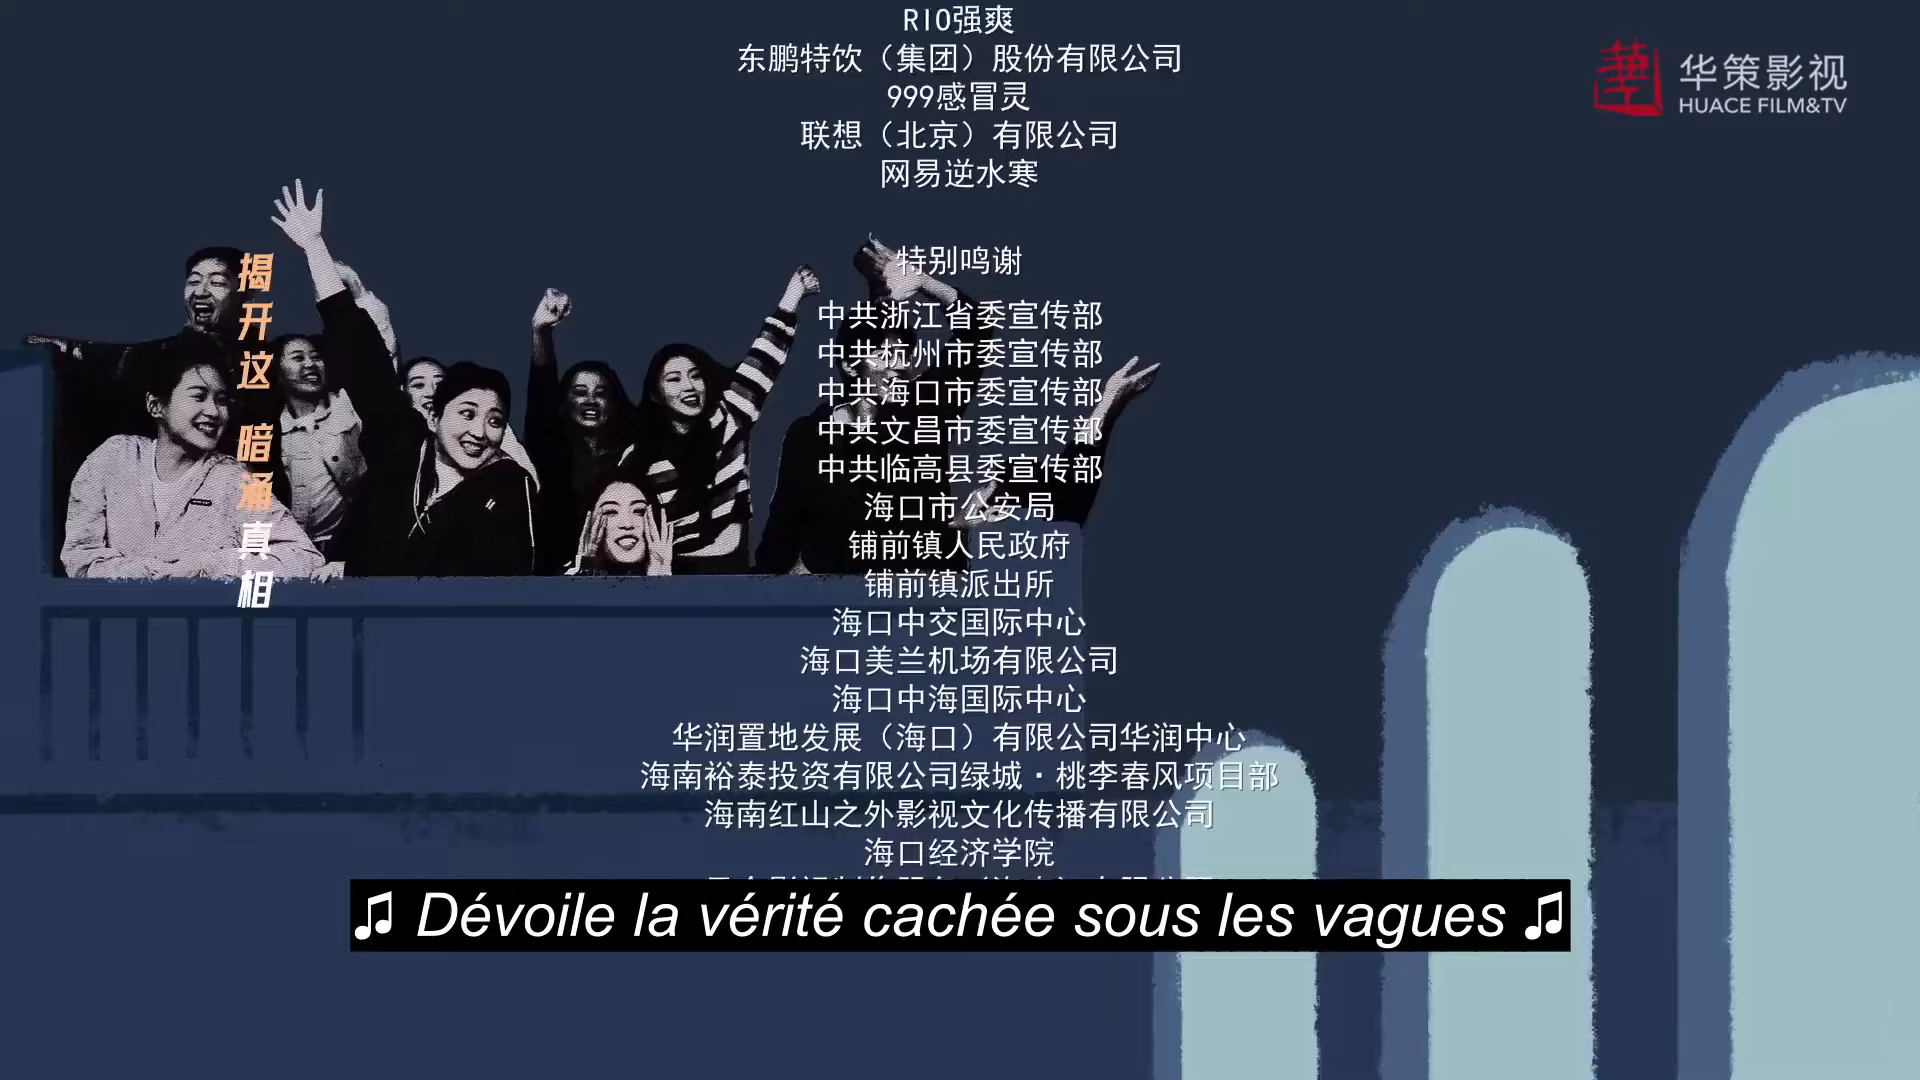 RIO强爽
东鹏特饮（集团）股份有限公司
999感冒灵
联想（北京）有限公司
网易逆水寒
华策影视
HUACE FILM&TV
特别鸣谢
中共浙江省委宣传部
中共杭州市委宣传部
中共海口市委宣传部
中共文昌市委宣传部
中共临高县委宣传部
海口市公安局
铺前镇人民政府
铺前镇派出所
海口中交国际中心
海口美兰机场有限公司
海口中海国际中心
华润置地发展（海口）有限公司华润中心
海南裕泰投资有限公司绿城·桃李春风项目部
海南红山之外影视文化传播有限公司
海口经济学院
揭开这 暗涌真相
♫ Dévoile la vérité cachée sous les vagues ♫